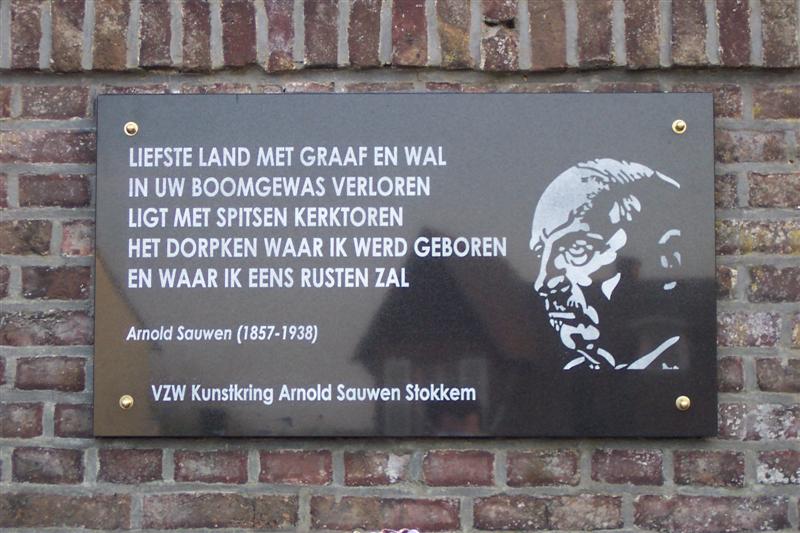 LIEFSTE LAND MET GRAAF EN WAL
IN UW BOOMGEWAS VERLOREN
LIGT MET SPITSEN KERKTOREN
HET DORPKEN WAAR IK WERD GEBOREN
EN WAAR IK EENS RUSTEN ZAL
Arnold Sauwen (1857-1938)
VZW Kunstkring Arnold Sauwen Stokkem